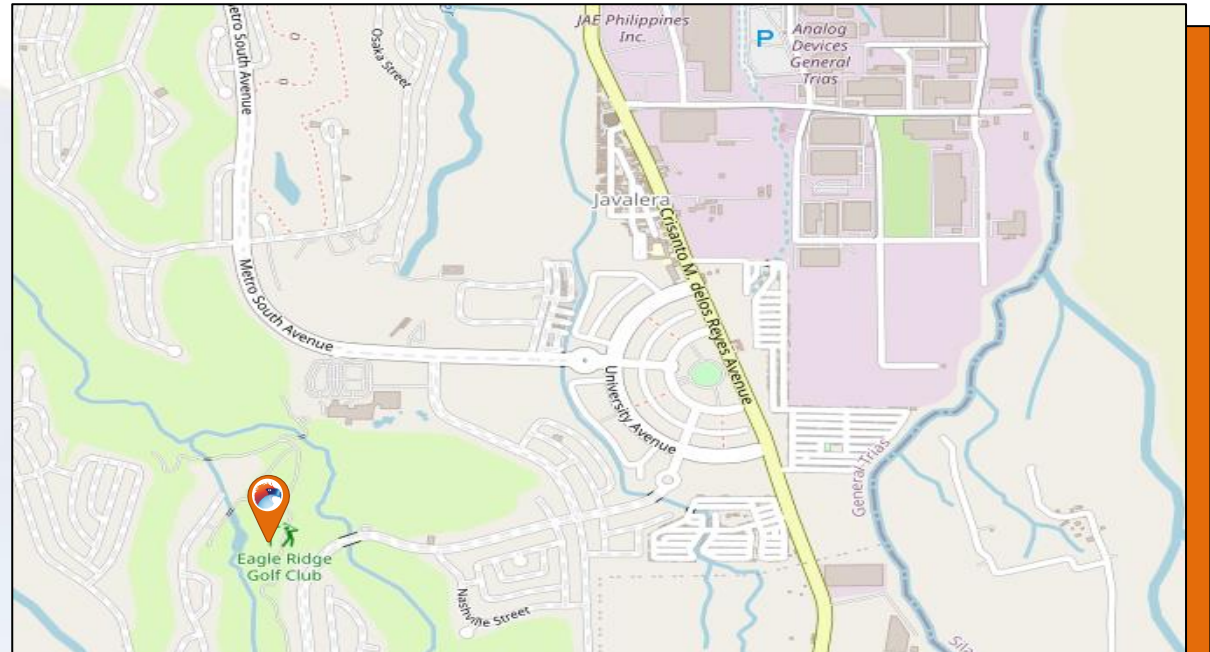 JAE Philippines
Inc.
P
Analog
Devices
General
Trias
Metro South Avenue
Osaka Street
Javalera
Crisanto M. delos Reyes Avenue
Metro South Avenue
University Avenue
General Trias
Eagle Ridge
Golf Club
Nashville Street